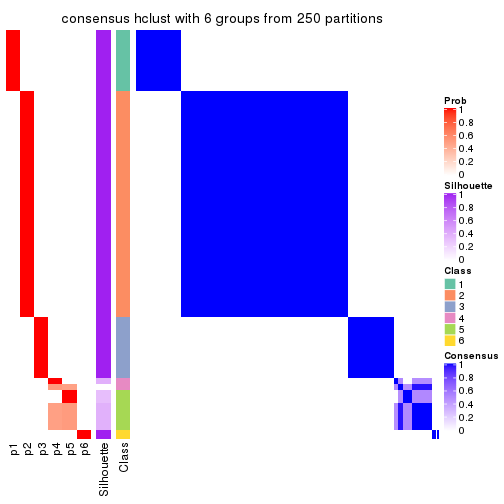 consensus hclust with 6 groups from 250 partitions
Prob
1
0.8
0.6
0.4
0.2
0
Silhouette
1
0.8
0.6
0.4
0.2
0
Class
1
2
3
4
5
6
Consensus
1
0.8
0.6
0.4
0.2
0
p1
p2
p3
p4
p5
p6
Silhouette
Class